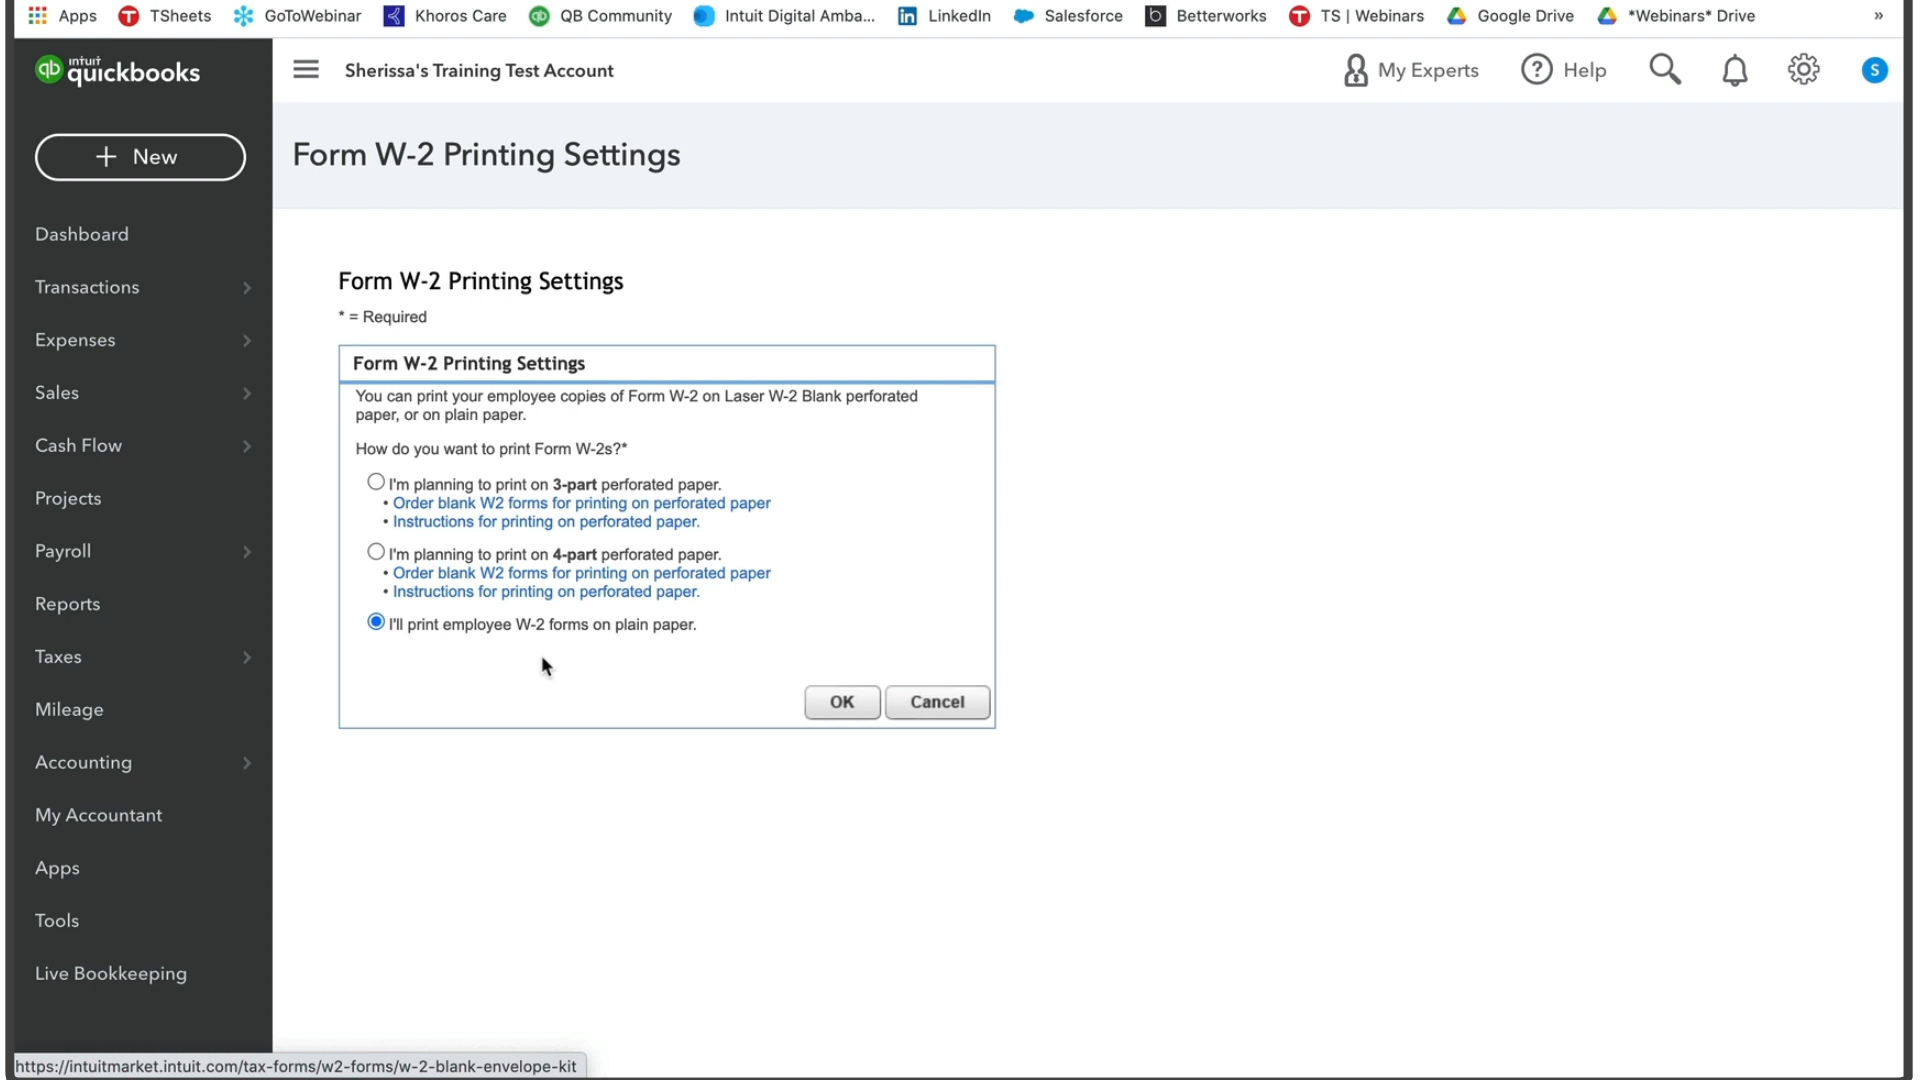 Apps TSheets GoToWebinar Khoros Care QB Community Intuit Digital Amba... LinkedIn Salesforce Betterworks TS | Webinars Google Drive *Webinars* Drive »
intuit
quickbooks
Sherissa's Training Test Account
My Experts
Help
S
+ New
Form W-2 Printing Settings
Dashboard
Transactions
Expenses
Sales
Cash Flow
Projects
Payroll
Reports
Taxes
Mileage
Accounting
My Accountant
Apps
Tools
Live Bookkeeping
Form W-2 Printing Settings
* = Required
Form W-2 Printing Settings
You can print your employee copies of Form W-2 on Laser W-2 Blank perforated
paper, or on plain paper.
How do you want to print Form W-2s?*
I'm planning to print on 3-part perforated paper.
• Order blank W2 forms for printing on perforated paper
• Instructions for printing on perforated paper.
I'm planning to print on 4-part perforated paper.
• Order blank W2 forms for printing on perforated paper
• Instructions for printing on perforated paper.
I'll print employee W-2 forms on plain paper.
OK Cancel
https://intuitmarket.intuit.com/tax-forms/w2-forms/w-2-blank-envelope-kit